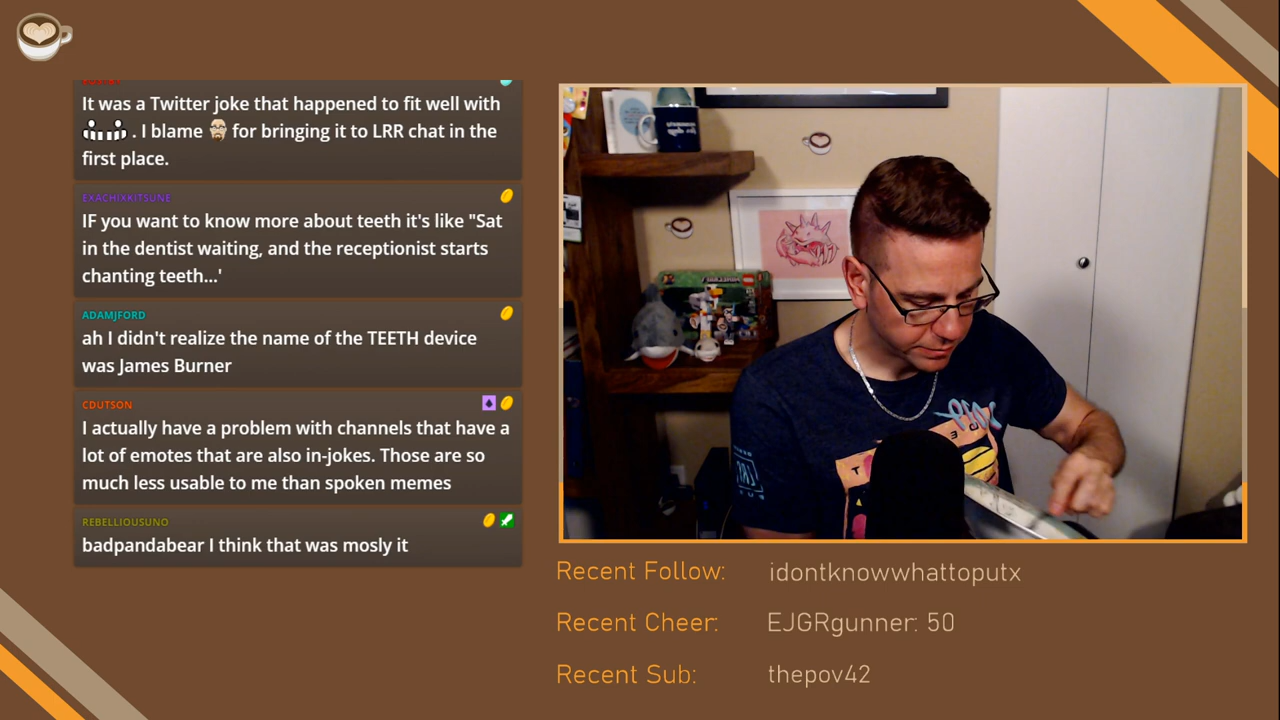 It was a Twitter joke that happened to fit well with
. I blame for bringing it to LRR chat in the
first place.
EXACHIXKITSUNE
IF you want to know more about teeth it's like "Sat
in the dentist waiting, and the receptionist starts
chanting teeth...'
ADAMJFORD
ah I didn't realize the name of the TEETH device
was James Burner
CDUTSON
I actually have a problem with channels that have a
lot of emotes that are also in-jokes. Those are so
much less usable to me than spoken memes
REBELLIOUSUNO
badpandabear I think that was mosly it
MINECRAFT
Recent Follow: idontknowwhattoputx
Recent Cheer: EJGRgunner: 50
Recent Sub: thepov42